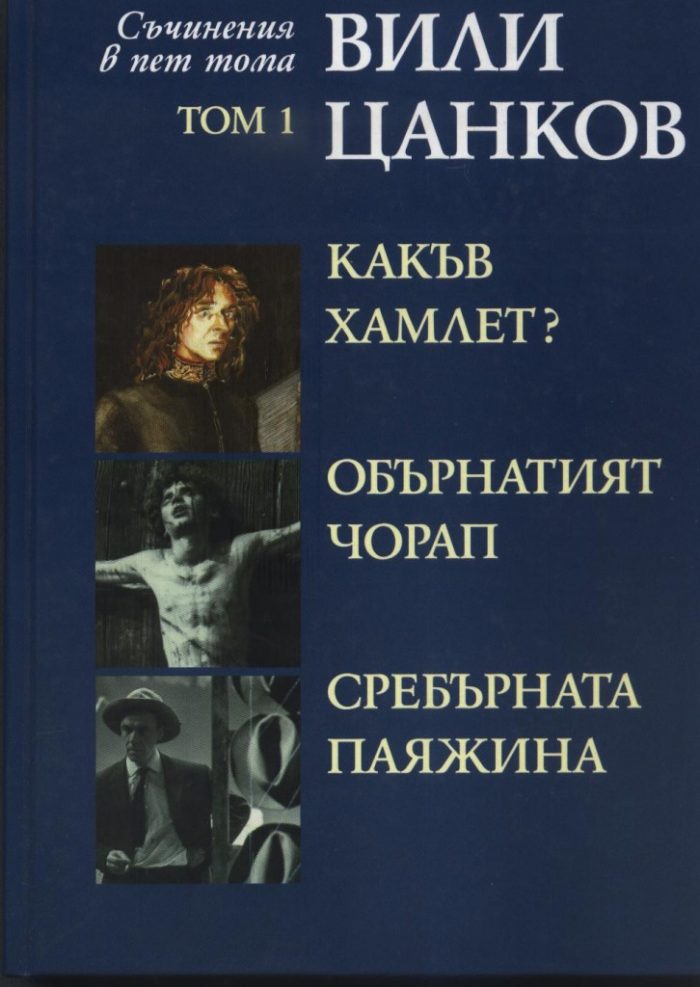 Съчинения
в пет тома
ТОМ 1
ВИЛИ
ЦАНКОВ
КАКЪВ
ХАМЛЕТ?
ОБЪРНАТИЯТ
ЧОРАП
СРЕБЪРНАТА
ПАЯЖИНА